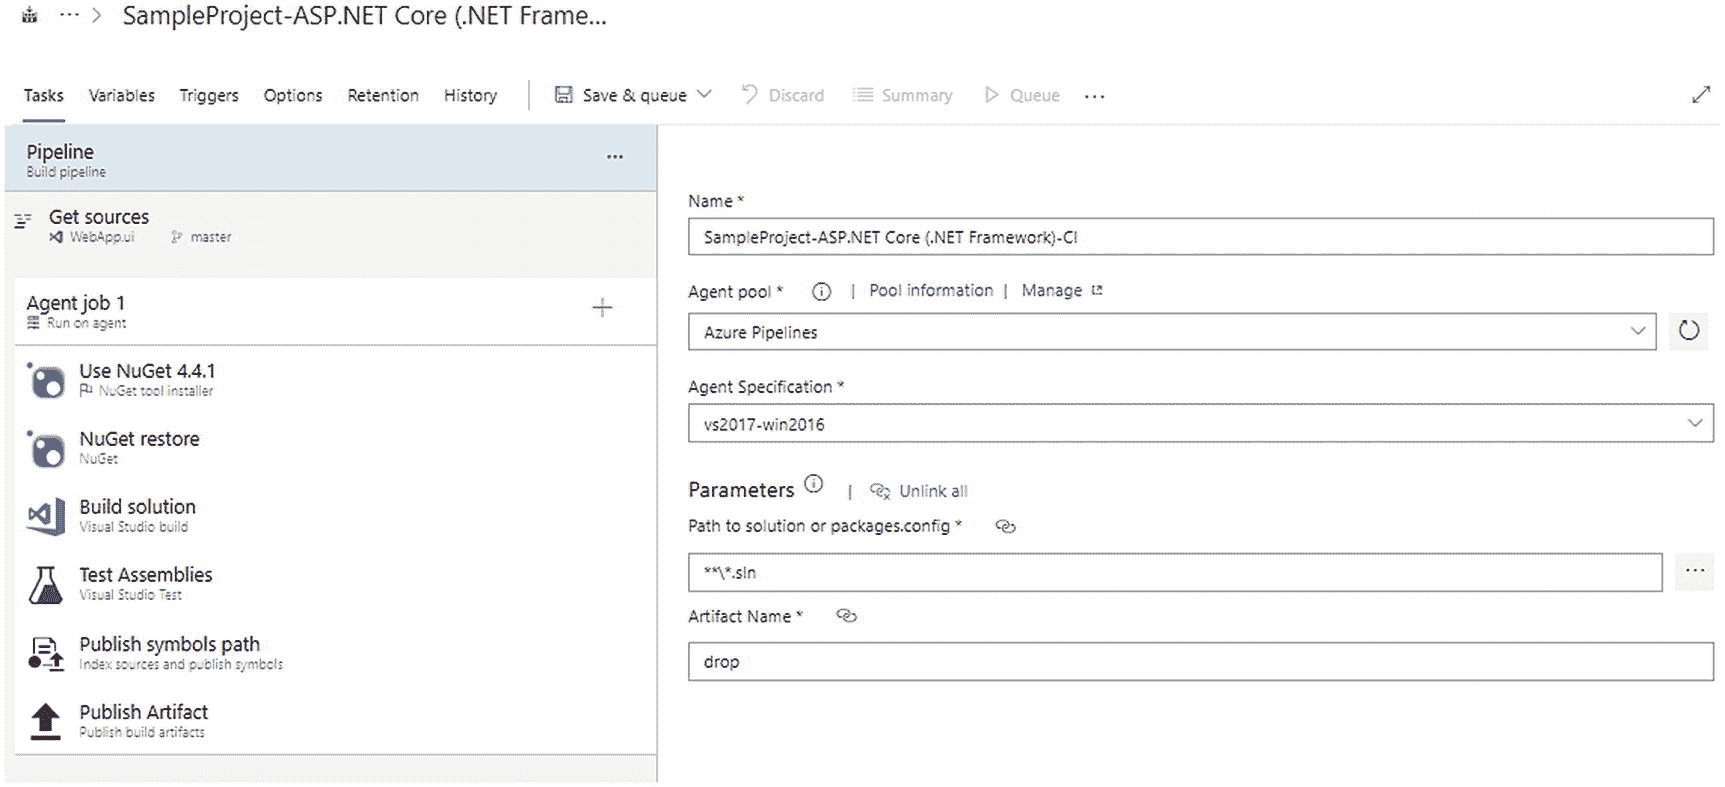 SampleProject-ASP.NET Core (.NET Frame...
Tasks Variables Triggers Options Retention History Save & queue Discard Summary Queue ...
Pipeline ...
Build pipeline
Get sources
WebApp.ui master
Agent job 1
Run on agent
Use NuGet 4.4.1
NuGet tool installer
NuGet restore
NuGet
Build solution
Visual Studio build
Test Assemblies
Visual Studio Test
Publish symbols path
Index sources and publish symbols
Publish Artifact
Publish build artifacts
Name *
SampleProject-ASP.NET Core (.NET Framework)-CI
Agent pool * | Pool information | Manage
Azure Pipelines
Agent Specification *
vs2017-win2016
Parameters | Unlink all
Path to solution or packages.config *
**\*.sln
Artifact Name *
drop